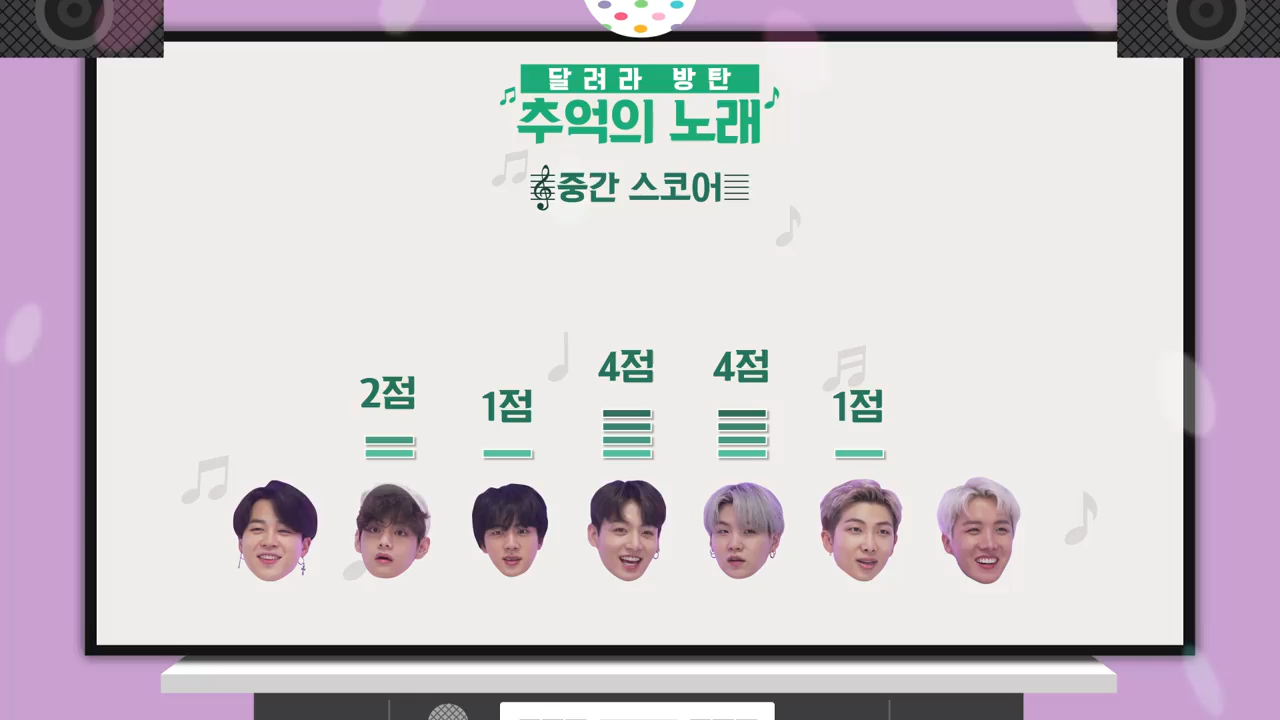 달려라 방탄
추억의 노래
중간 스코어
2점 1점 4점 4점 1점